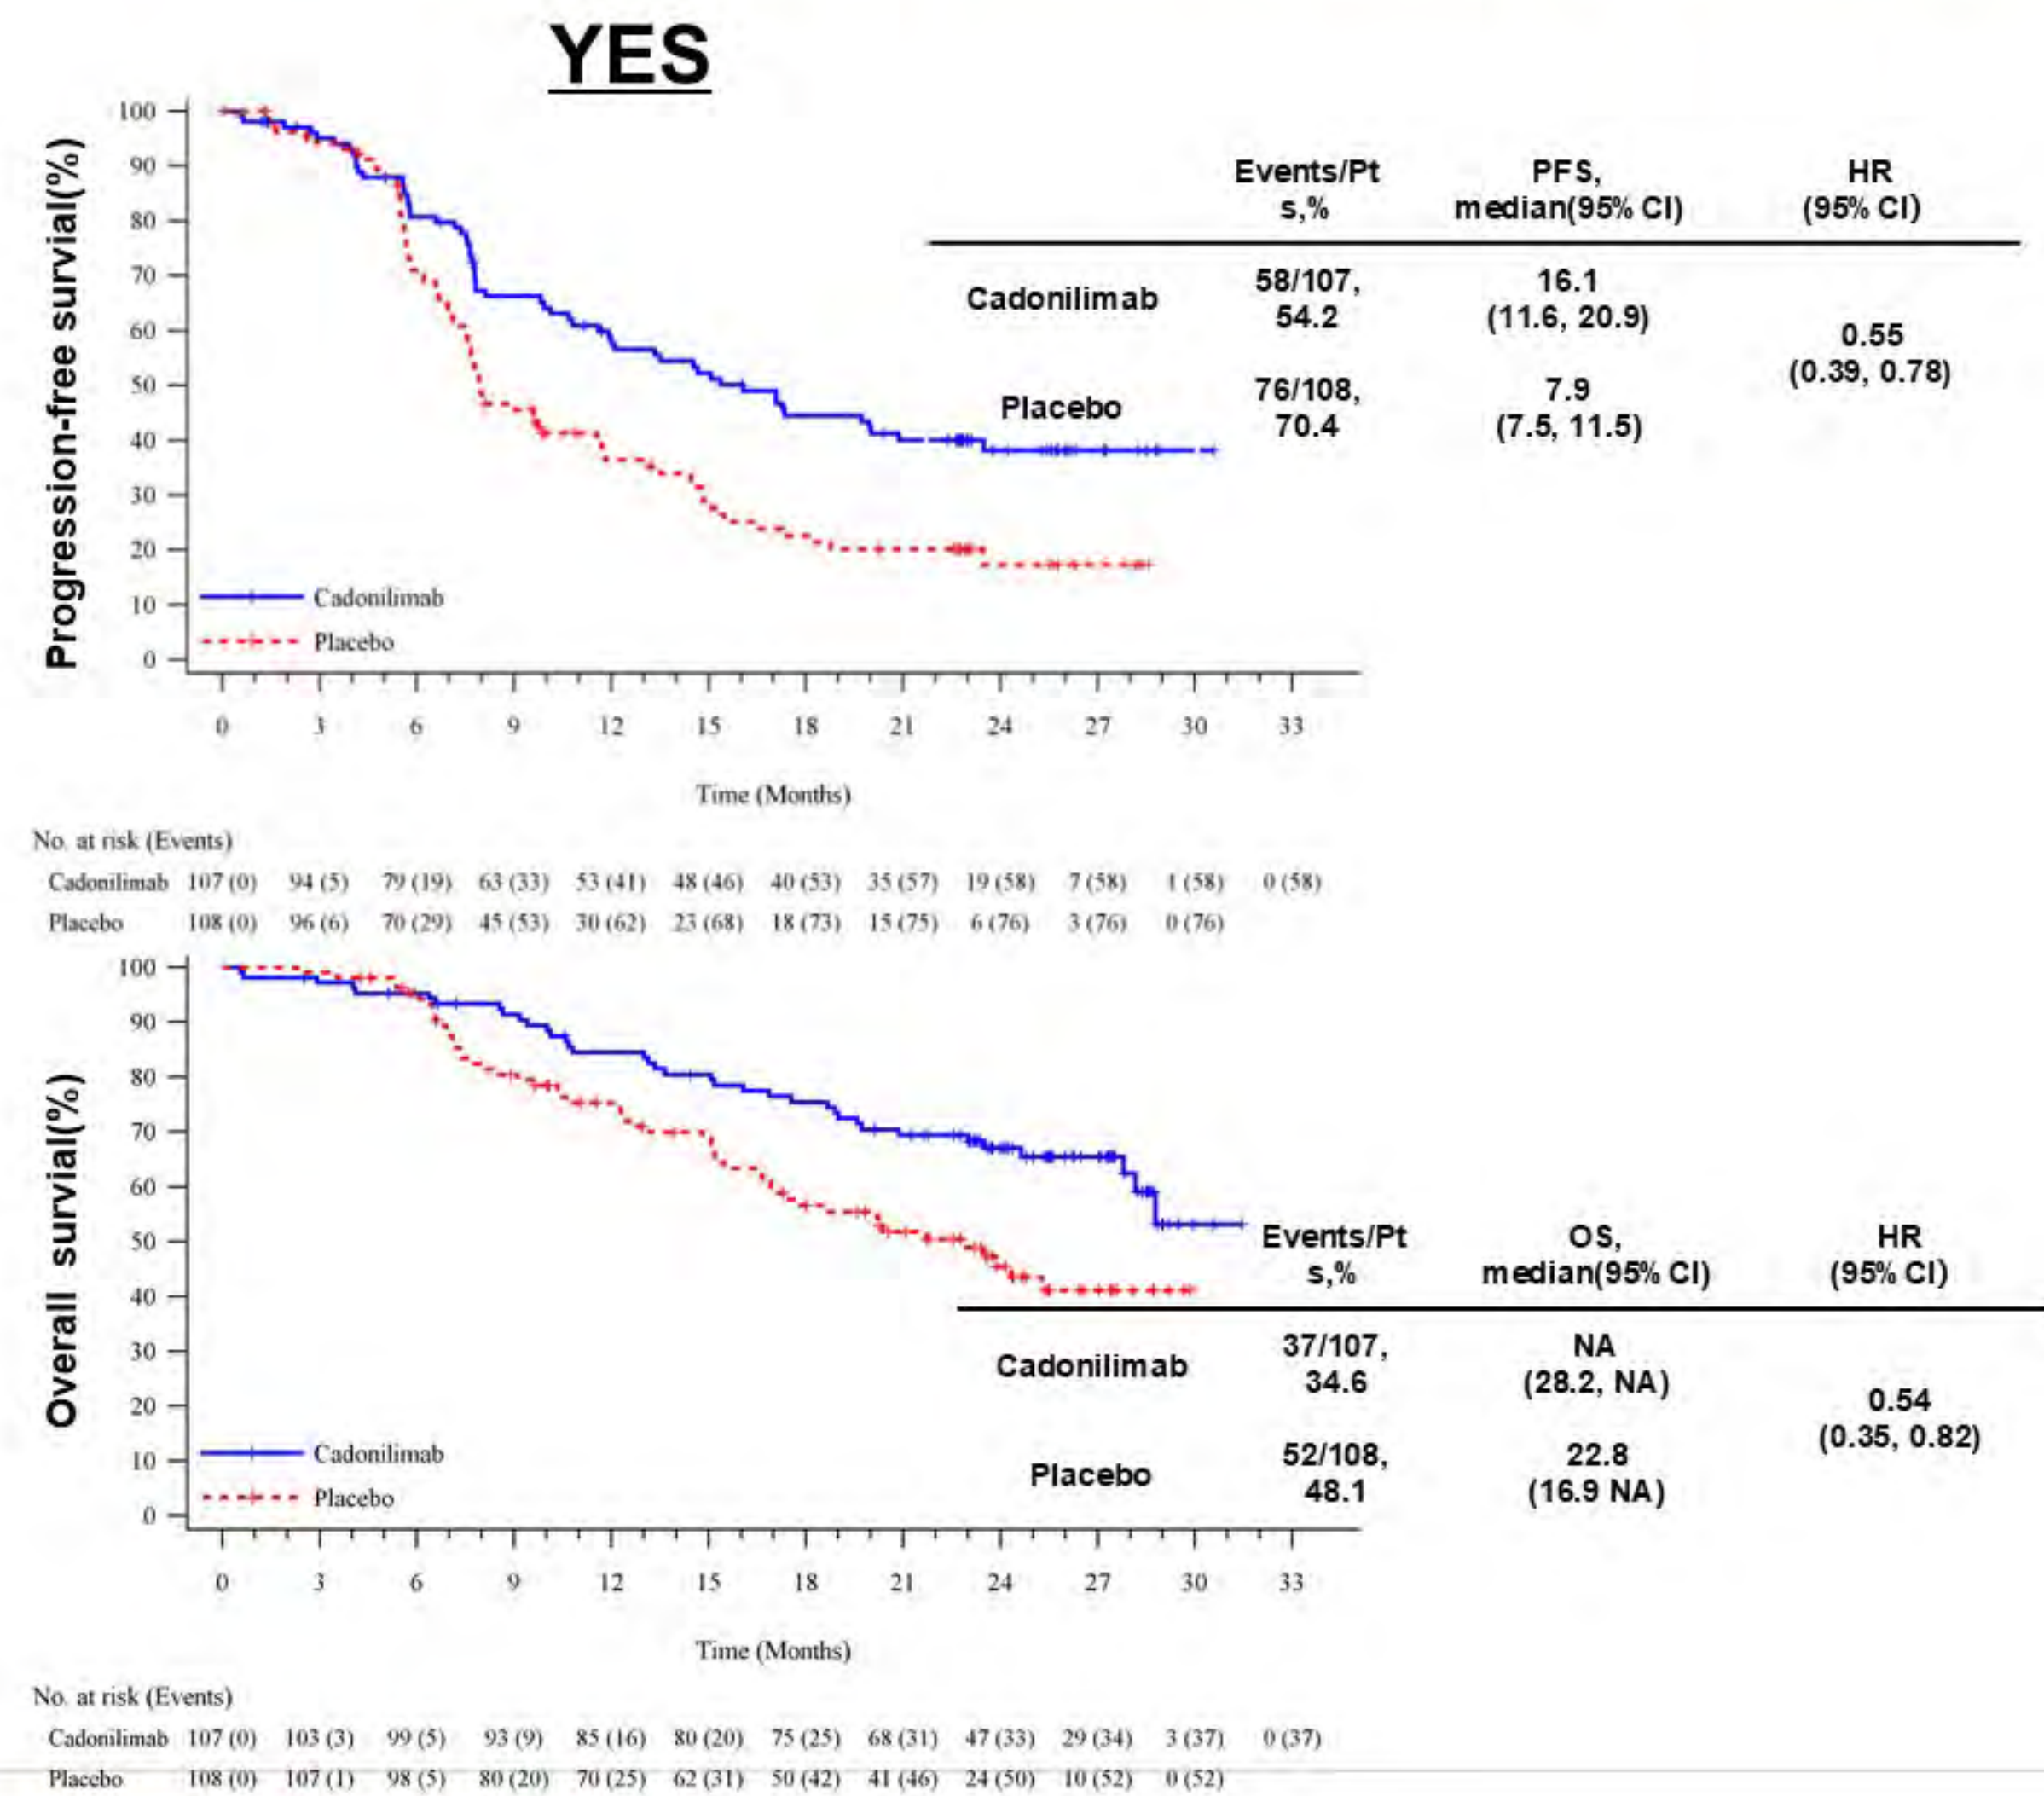 YES
Progression-free survial(%)
100
90
80
70
60
50
40
30
20
10
0
Cadonilimab
Placebo
0 3 6 9 12 15 18 21 24 27 30 33
Time (Months)
Events/Pt PFS, HR
s,% median(95% CI) (95% CI)
Cadonilimab 58/107, 16.1
54.2 (11.6, 20.9)
0.55
(0.39, 0.78)
Placebo 76/108, 7.9
70.4 (7.5, 11.5)
No. at risk (Events)
Cadonilimab 107 (0) 94 (5) 79 (19) 63 (33) 53 (41) 48 (46) 40 (53) 35 (57) 19 (58) 7 (58) 1 (58) 0 (58)
Placebo 108 (0) 96 (6) 70 (29) 45 (53) 30 (62) 23 (68) 18 (73) 15 (75) 6 (76) 3 (76) 0 (76)
Overall survial(%)
100
90
80
70
60
50
40
30
20
10
0
Cadonilimab
Placebo
0 3 6 9 12 15 18 21 24 27 30 33
Time (Months)
Events/Pt OS, HR
s,% median(95% CI) (95% CI)
Cadonilimab 37/107, NA
34.6 (28.2, NA)
0.54
(0.35, 0.82)
Placebo 52/108, 22.8
48.1 (16.9 NA)
No. at risk (Events)
Cadonilimab 107 (0) 103 (3) 99 (5) 93 (9) 85 (16) 80 (20) 75 (25) 68 (31) 47 (33) 29 (34) 3 (37) 0 (37)
Placebo 108 (0) 107 (1) 98 (5) 80 (20) 70 (25) 62 (31) 50 (42) 41 (46) 24 (50) 10 (52) 0 (52)